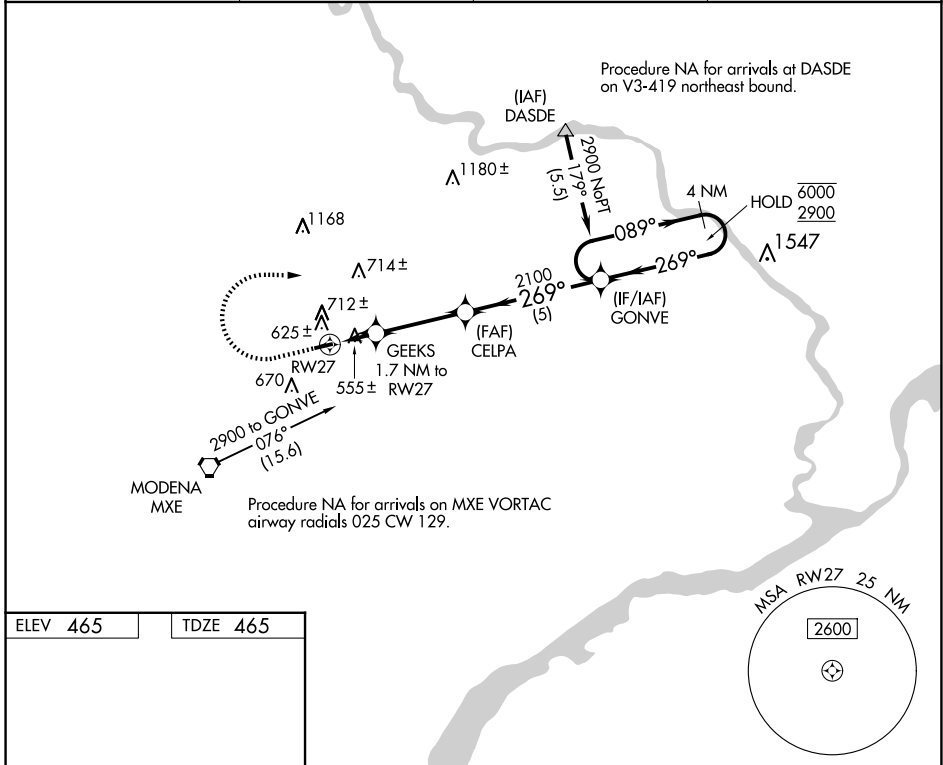 Procedure NA for arrivals at DASDE
on V3-419 northeast bound.
(IAF)
DASDE
2900 NoPT
179°
(5.5)
1180±
4 NM
HOLD 6000
2900
089°
1547
1168
269°
714±
2100
269°
(5)
(IF/IAF)
GONVE
712±
625±
(FAF)
CELPA
RW27
GEEKS
1.7 NM to
RW27
670
555±
2900 to GONVE
076°
(15.6)
MODENA
MXE
Procedure NA for arrivals on MXE VORTAC
airway radials 025 CW 129.
MSA RW27 25 NM
2600
ELEV 465
TDZE 465